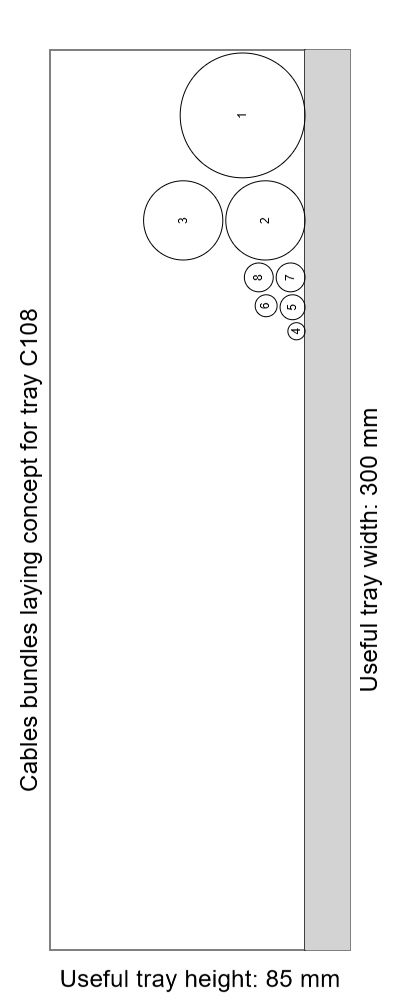 Cables bundles laying concept for tray C108
1
3
2
8
7
6
5
4
Useful tray width: 300 mm
Useful tray height: 85 mm